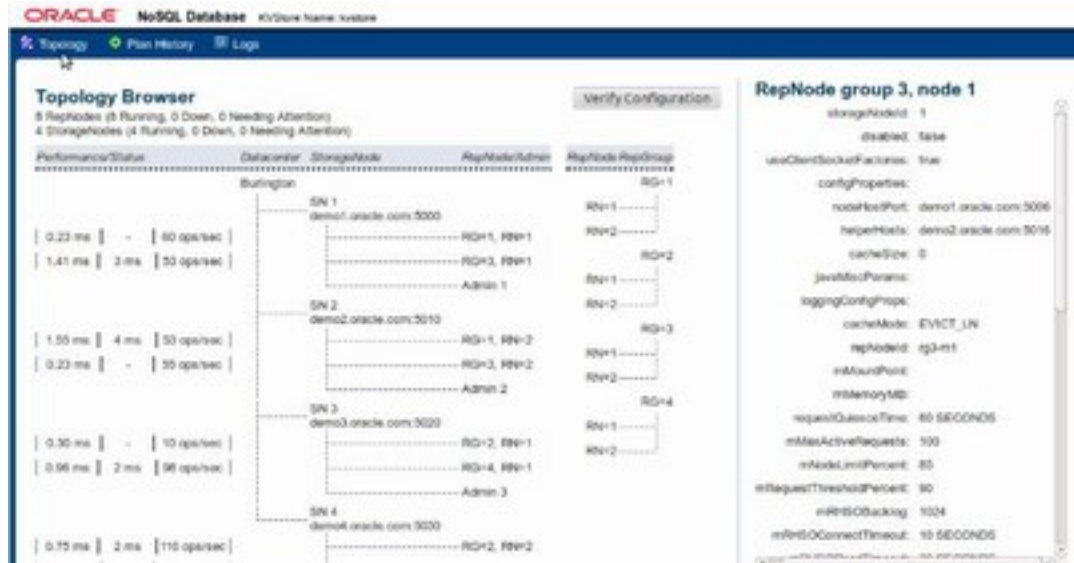 ORACLE NoSQL Database KVStore Name: kvstore
Topology Plan History Logs
Topology Browser
8 RepNodes (8 Running, 0 Down, 0 Needing Attention)
4 StorageNodes (4 Running, 0 Down, 0 Needing Attention)
Verify Configuration
Performance/Status Datacenter StorageNode RepNode/Admin RepNode RepGroup
Burlington
SN 1
demo1.oracle.com:5000
0.23 ms - 60 ops/sec RG=1, RN=1
1.41 ms 2 ms 53 ops/sec RG=3, RN=1
Admin 1
SN 2
demo2.oracle.com:5010
1.55 ms 4 ms 53 ops/sec RG=1, RN=2
0.23 ms - 55 ops/sec RG=3, RN=2
Admin 2
SN 3
demo3.oracle.com:5020
0.30 ms - 10 ops/sec RG=2, RN=1
0.96 ms 2 ms 98 ops/sec RG=4, RN=1
Admin 3
SN 4
demo4.oracle.com:5030
0.75 ms 2 ms 110 ops/sec RG=2, RN=2
RG=1
RN=1
RN=2
RG=2
RN=1
RN=2
RG=3
RN=1
RN=2
RG=4
RN=1
RN=2
RepNode group 3, node 1
storageNodeId: 1
disabled: false
useClientSocketFactories: true
configProperties:
nodeHostPort: demo1.oracle.com:5006
helperHosts: demo2.oracle.com:5016
cacheSize: 0
javaMiscParams:
loggingConfigProps:
cacheMode: EVICT_LN
repNodeId: rg3-rn1
mMountPoint:
mMemoryMB:
requestQuiesceTime: 60 SECONDS
mMaxActiveRequests: 100
mNodeLimitPercent: 85
mRequestThresholdPercent: 90
mRHSOBacklog: 1024
mRHSOConnectTimeout: 10 SECONDS